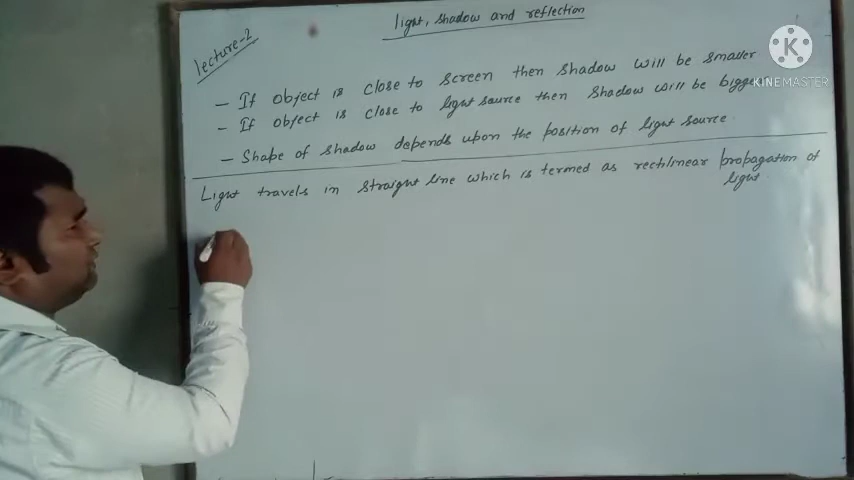 lecture-2
light, shadow and reflection
- If object is close to screen then shadow will be smaller
- If object is close to light source then shadow will be bigger
- Shape of shadow depends upon the position of light source.
Light travels in straight line which is termed as rectilinear propagation of
light
K
KINEMASTER